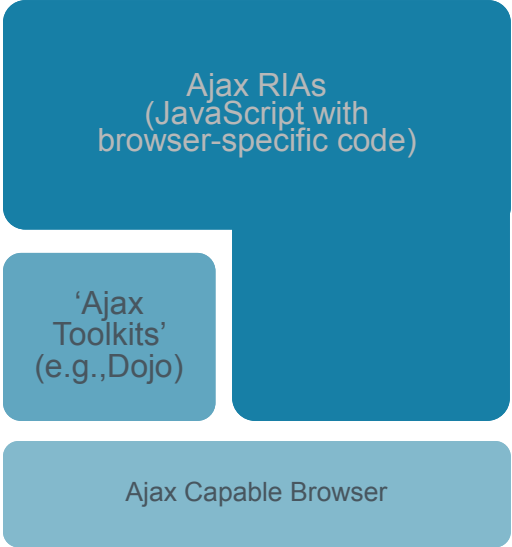 Ajax RIAs
(JavaScript with
browser-specific code)
‘Ajax
Toolkits’
(e.g.,Dojo)
Ajax Capable Browser